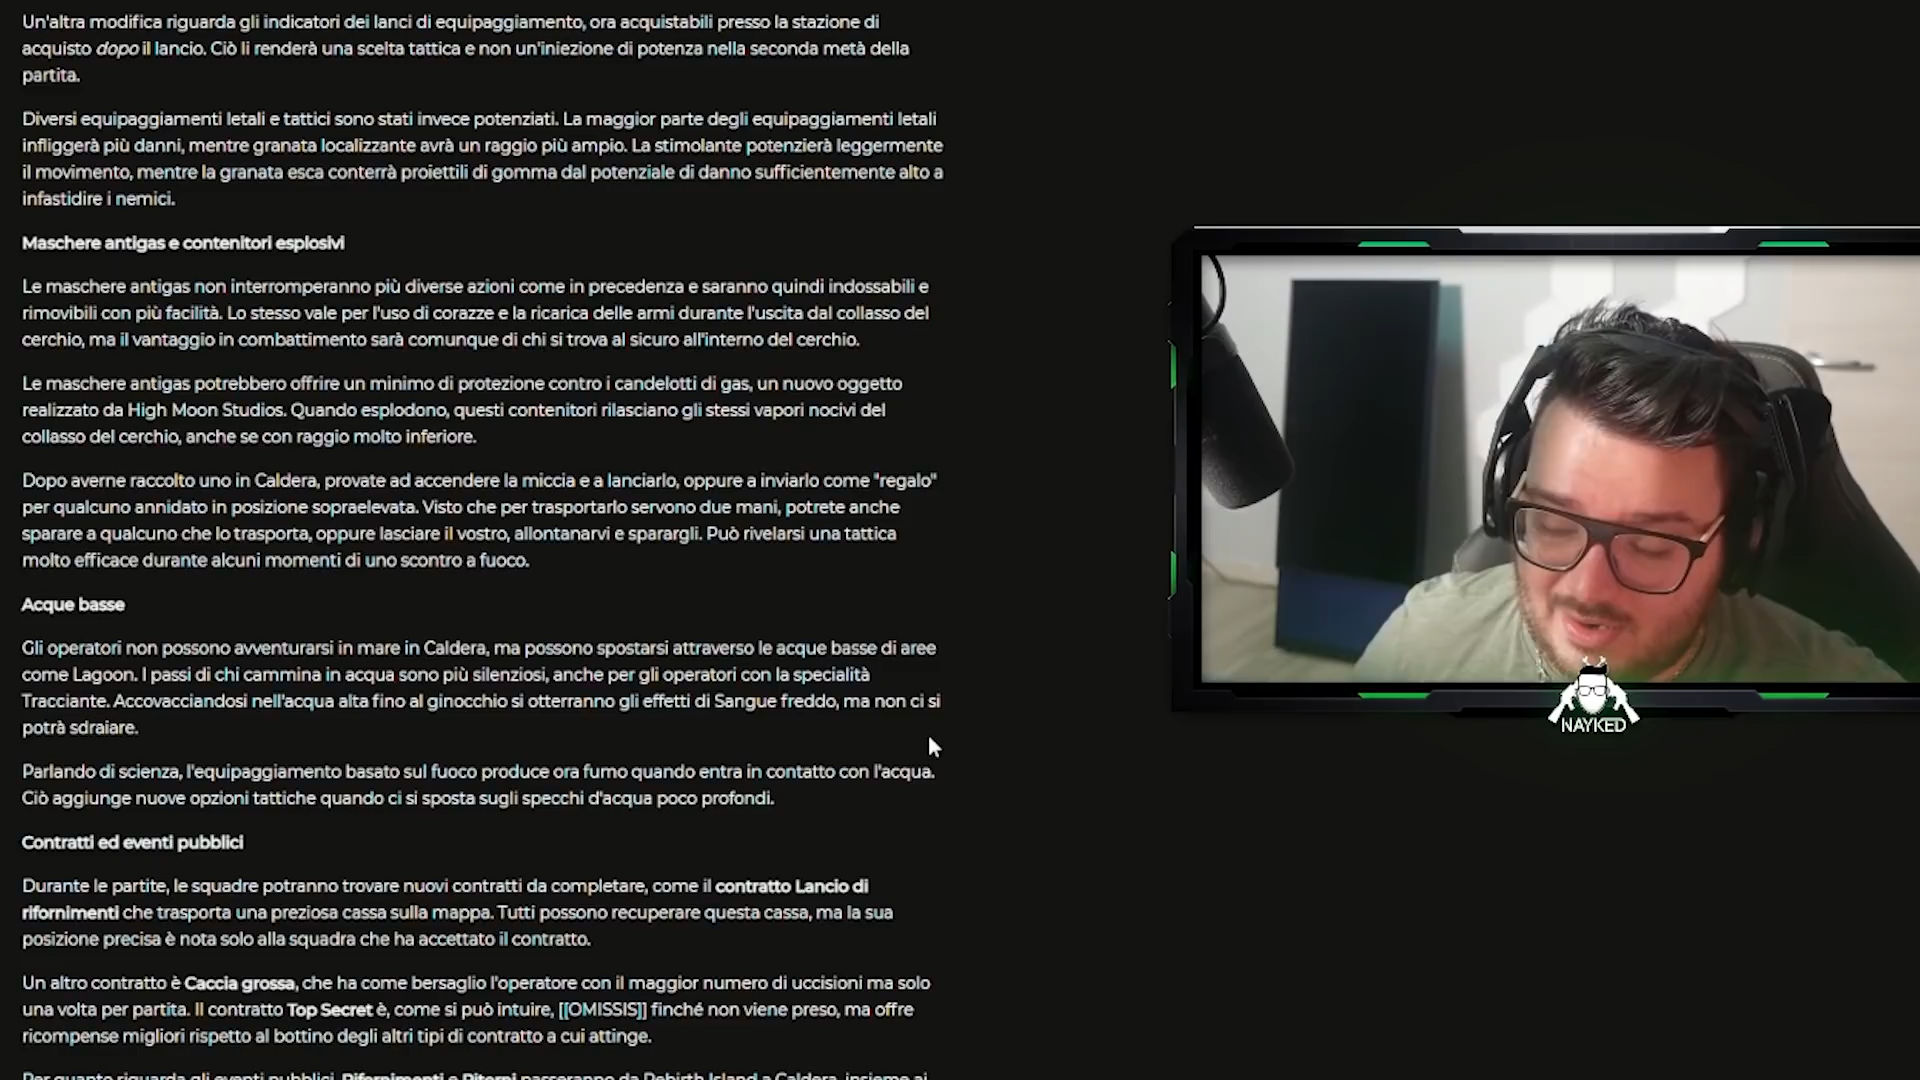 Un'altra modifica riguarda gli indicatori dei lanci di equipaggiamento, ora acquistabili presso la stazione di
acquisto dopo il lancio. Ciò li renderà una scelta tattica e non un'iniezione di potenza nella seconda metà della
partita.
Diversi equipaggiamenti letali e tattici sono stati invece potenziati. La maggior parte degli equipaggiamenti letali
infliggerà più danni, mentre granata localizzante avrà un raggio più ampio. La stimolante potenzierà leggermente
il movimento, mentre la granata esca conterrà proiettili di gomma dal potenziale di danno sufficientemente alto a
infastidire i nemici.
Maschere antigas e contenitori esplosivi
Le maschere antigas non interromperanno più diverse azioni come in precedenza e saranno quindi indossabili e
rimovibili con più facilità. Lo stesso vale per l'uso di corazze e la ricarica delle armi durante l'uscita dal collasso del
cerchio, ma il vantaggio in combattimento sarà comunque di chi si trova al sicuro all'interno del cerchio.
Le maschere antigas potrebbero offrire un minimo di protezione contro i candelotti di gas, un nuovo oggetto
realizzato da High Moon Studios. Quando esplodono, questi contenitori rilasciano gli stessi vapori nocivi del
collasso del cerchio, anche se con raggio molto inferiore.
Dopo averne raccolto uno in Caldera, provate ad accendere la miccia e a lanciarlo, oppure a inviarlo come "regalo"
per qualcuno annidato in posizione sopraelevata. Visto che per trasportarlo servono due mani, potrete anche
sparare a qualcuno che lo trasporta, oppure lasciare il vostro, allontanarvi e sparargli. Può rivelarsi una tattica
molto efficace durante alcuni momenti di uno scontro a fuoco.
Acque basse
Gli operatori non possono avventurarsi in mare in Caldera, ma possono spostarsi attraverso le acque basse di aree
come Lagoon. I passi di chi cammina in acqua sono più silenziosi, anche per gli operatori con la specialità
Tracciante. Accovacciandosi nell'acqua alta fino al ginocchio si otterranno gli effetti di Sangue freddo, ma non ci si
potrà sdraiare.
Parlando di scienza, l'equipaggiamento basato sul fuoco produce ora fumo quando entra in contatto con l'acqua.
Ciò aggiunge nuove opzioni tattiche quando ci si sposta sugli specchi d'acqua poco profondi.
Contratti ed eventi pubblici
Durante le partite, le squadre potranno trovare nuovi contratti da completare, come il contratto Lancio di
rifornimenti che trasporta una preziosa cassa sulla mappa. Tutti possono recuperare questa cassa, ma la sua
posizione precisa è nota solo alla squadra che ha accettato il contratto.
Un altro contratto è Caccia grossa, che ha come bersaglio l'operatore con il maggior numero di uccisioni ma solo
una volta per partita. Il contratto Top Secret è, come si può intuire, [[OMISSIS]] finché non viene preso, ma offre
ricompense migliori rispetto al bottino degli altri tipi di contratto a cui attinge.
Per quanto riguarda gli eventi pubblici, Rifornimenti e Ritorni passeranno da Rebirth Island a Caldera, insieme ai
NAYKED